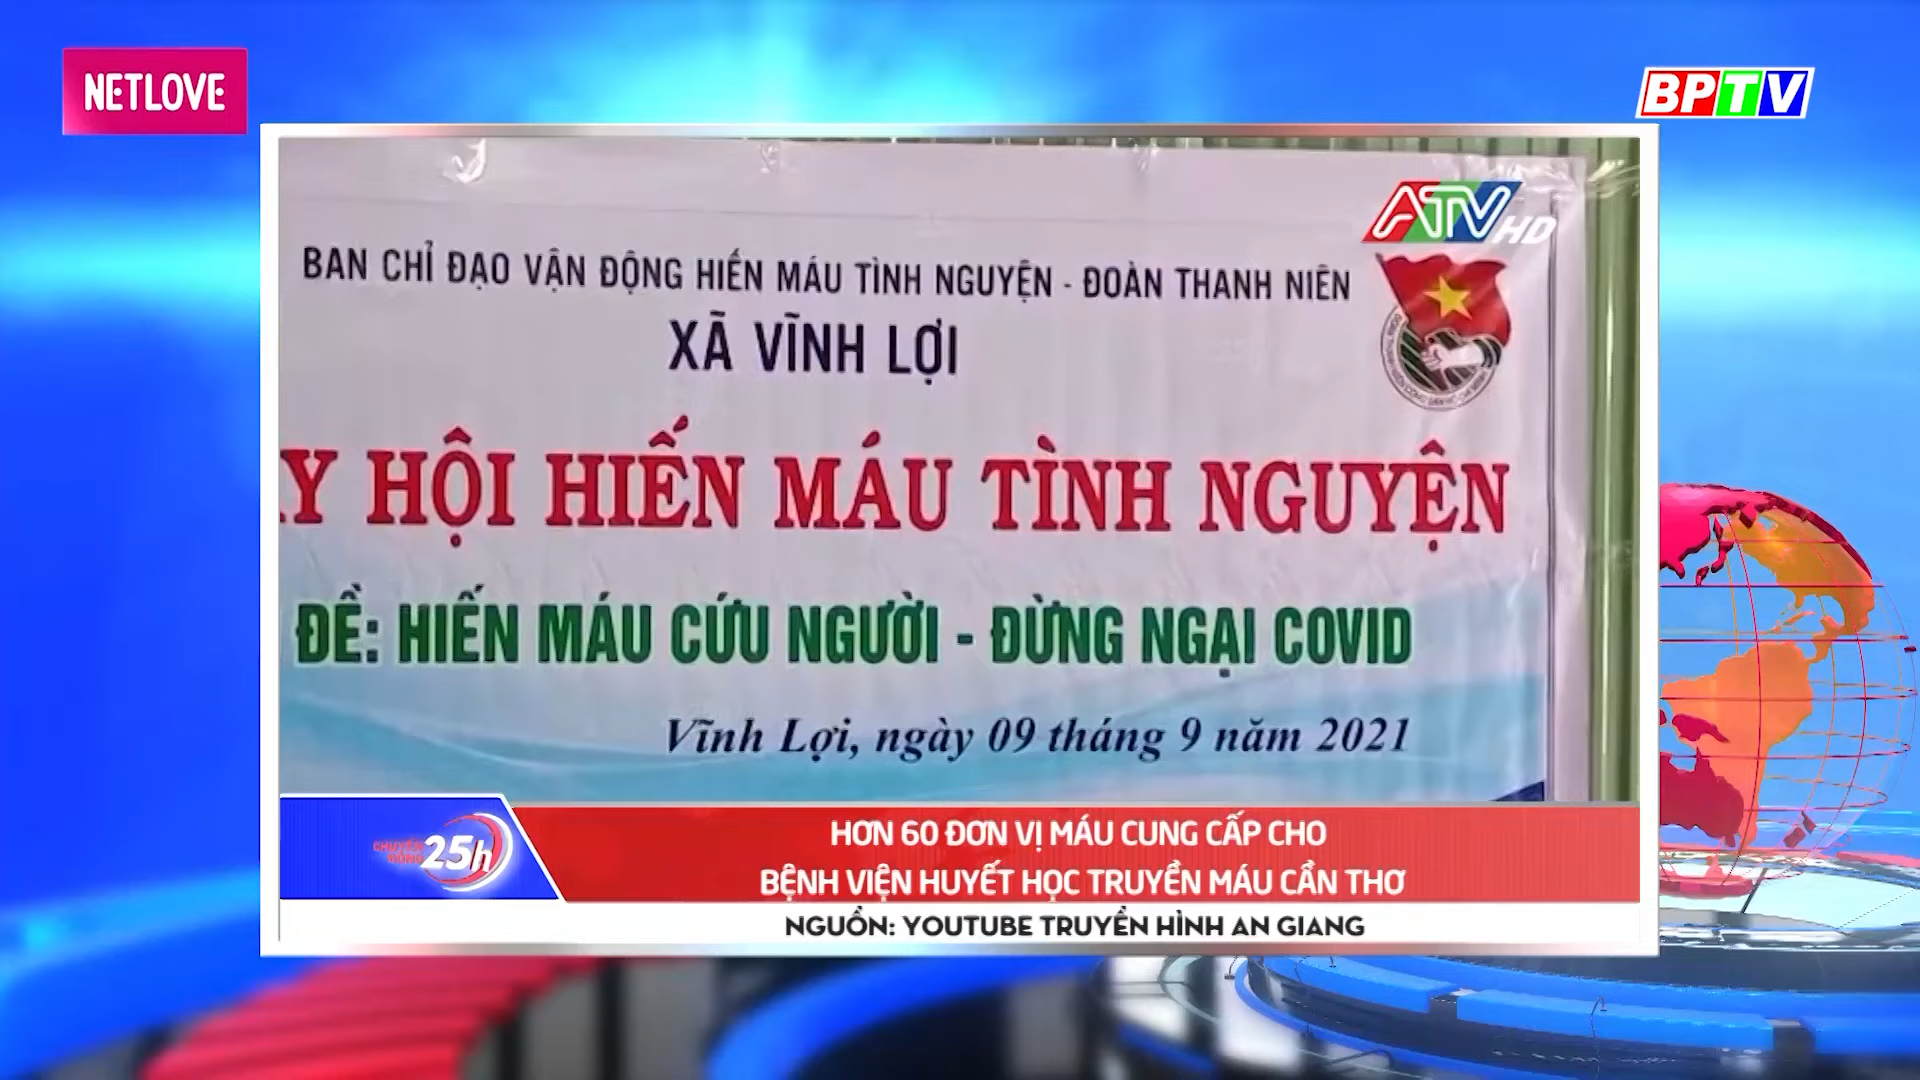 NETLOVE
BPTV
ATV HD
BAN CHỈ ĐẠO VẬN ĐỘNG HIẾN MÁU TÌNH NGUYỆN - ĐOÀN THANH NIÊN
XÃ VĨNH LỢI
HỘI HIẾN MÁU TÌNH NGUYỆN
ĐỀ: HIẾN MÁU CỨU NGƯỜI - ĐỪNG NGẠI COVID
Vĩnh Lợi, ngày 09 tháng 9 năm 2021
CHUYỂN
ĐỘNG
25h
HƠN 60 ĐƠN VỊ MÁU CUNG CẤP CHO
BỆNH VIỆN HUYẾT HỌC TRUYỀN MÁU CẦN THƠ
NGUỒN: YOUTUBE TRUYỀN HÌNH AN GIANG